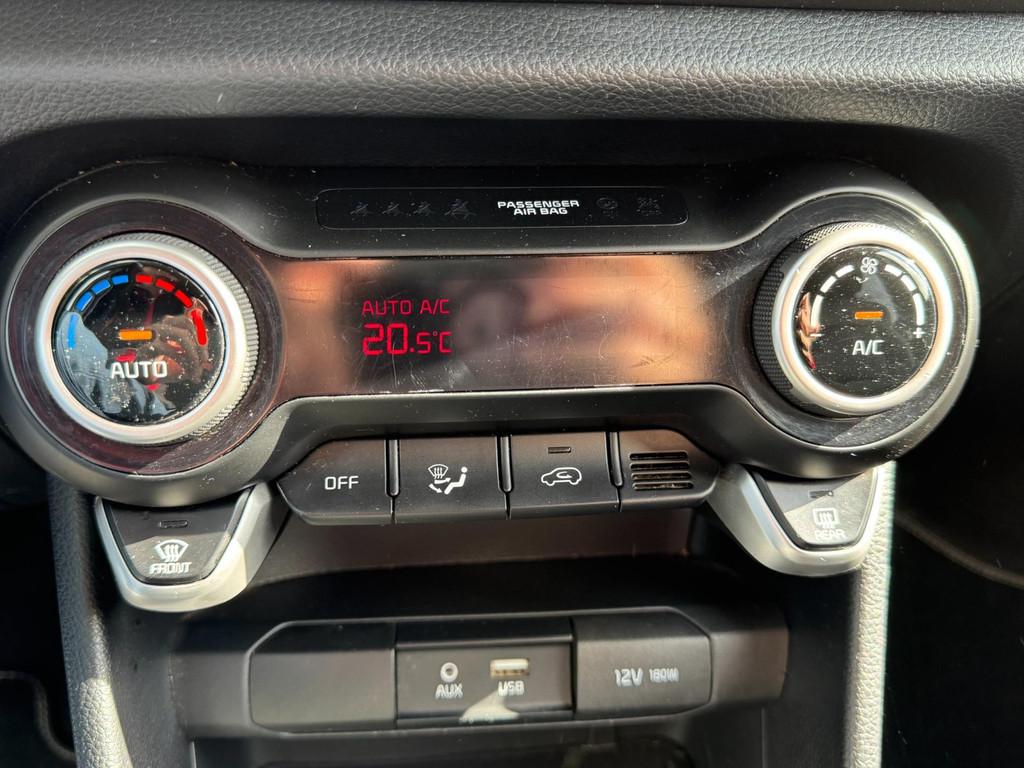 PASSENGER
AIR BAG
AUTO A/C
20.5°C
AUTO
A/C
OFF
FRONT
REAR
AUX
USB
12V 180W